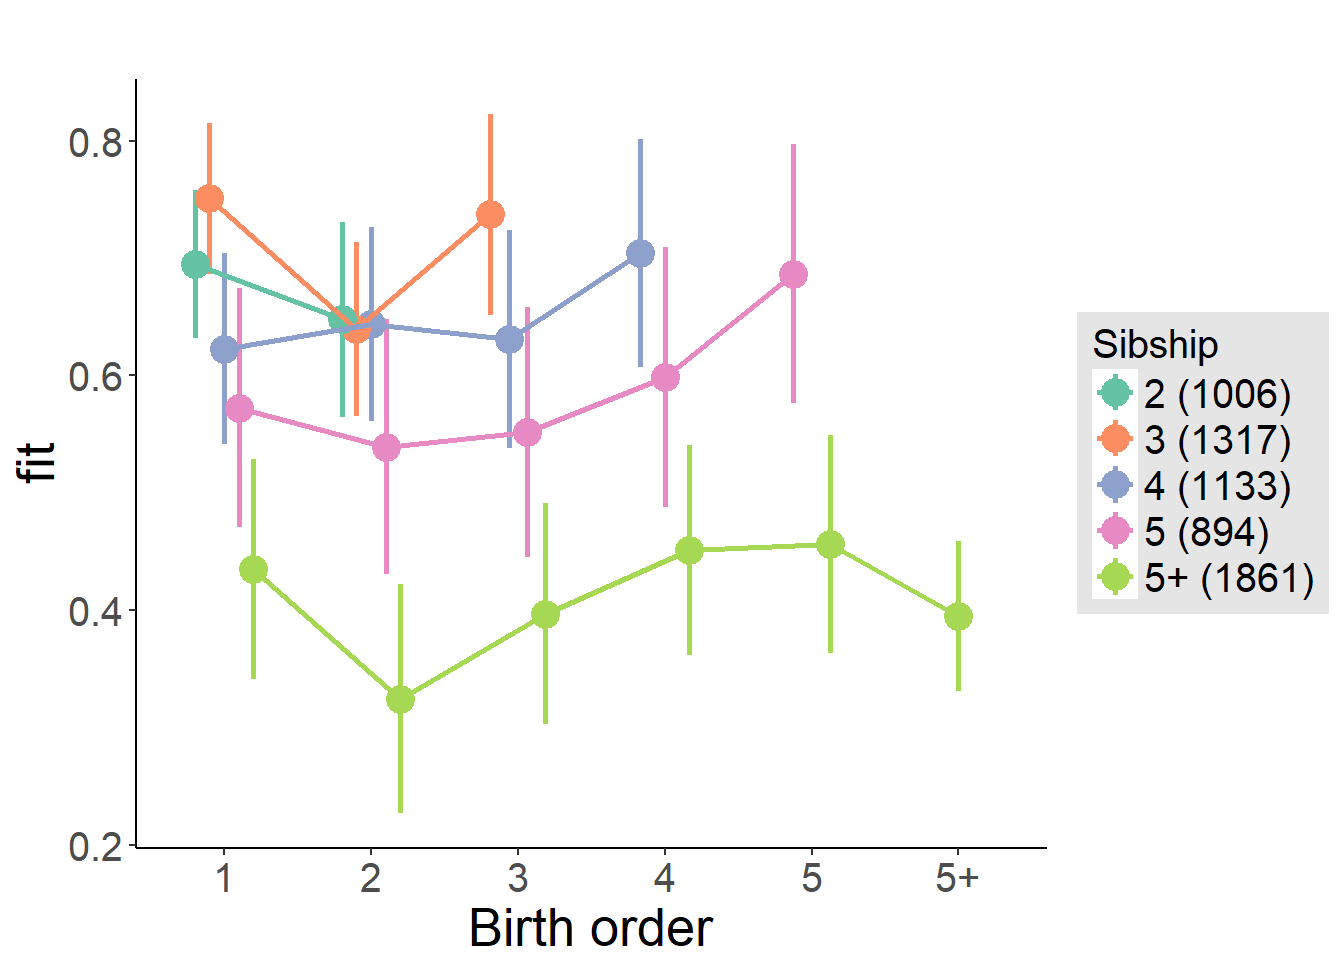 0.8
0.6
0.4
0.2
fit
1 2 3 4 5 5+
Birth order
Sibship
2 (1006)
3 (1317)
4 (1133)
5 (894)
5+ (1861)